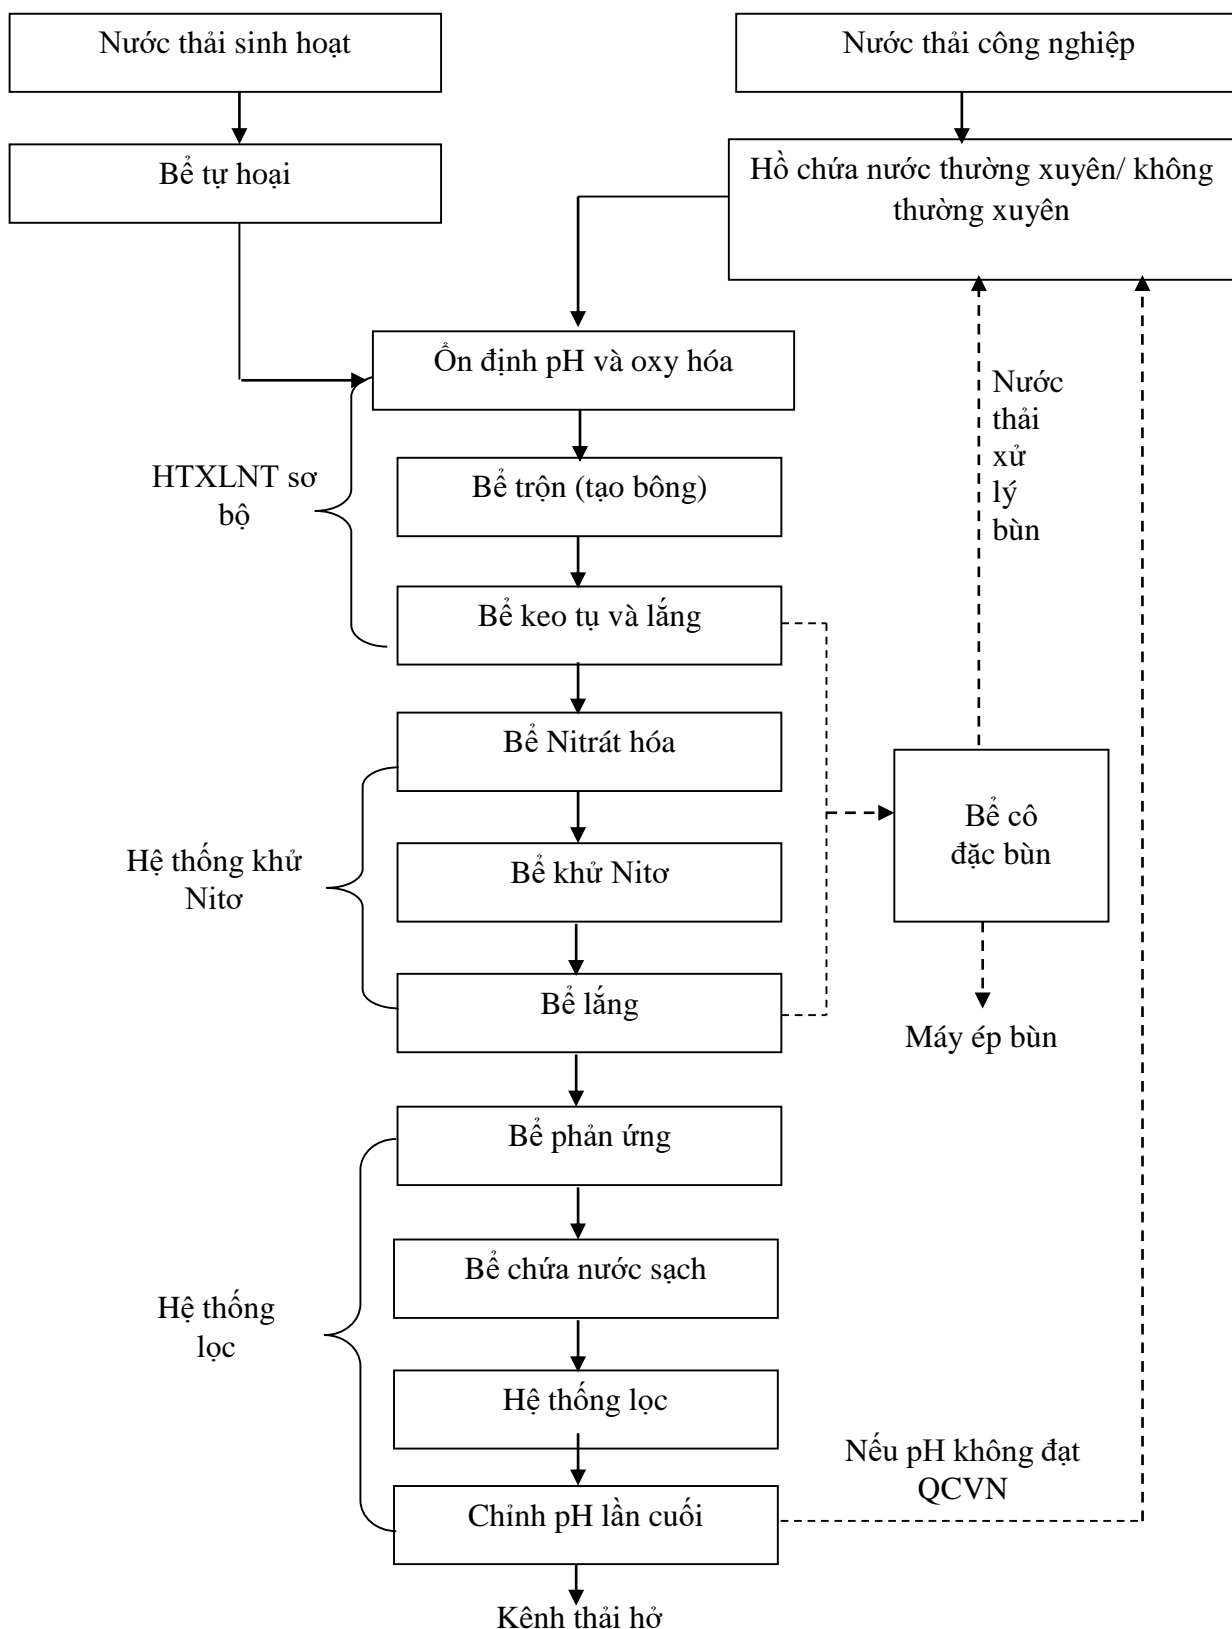 Nước thải sinh hoạt
Nước thải công nghiệp
Bể tự hoại
Hồ chứa nước thường xuyên/ không
thường xuyên
Ổn định pH và oxy hóa
Nước
thải
xử
lý
bùn
HTXLNT sơ
bộ
Bể trộn (tạo bông)
Bể keo tụ và lắng
Bể Nitrát hóa
Bể cô
đặc bùn
Hệ thống khử
Nitơ
Bể khử Nitơ
Bể lắng
Máy ép bùn
Bể phản ứng
Bể chứa nước sạch
Hệ thống
lọc
Hệ thống lọc
Nếu pH không đạt
QCVN
Chỉnh pH lần cuối
Kênh thải hở